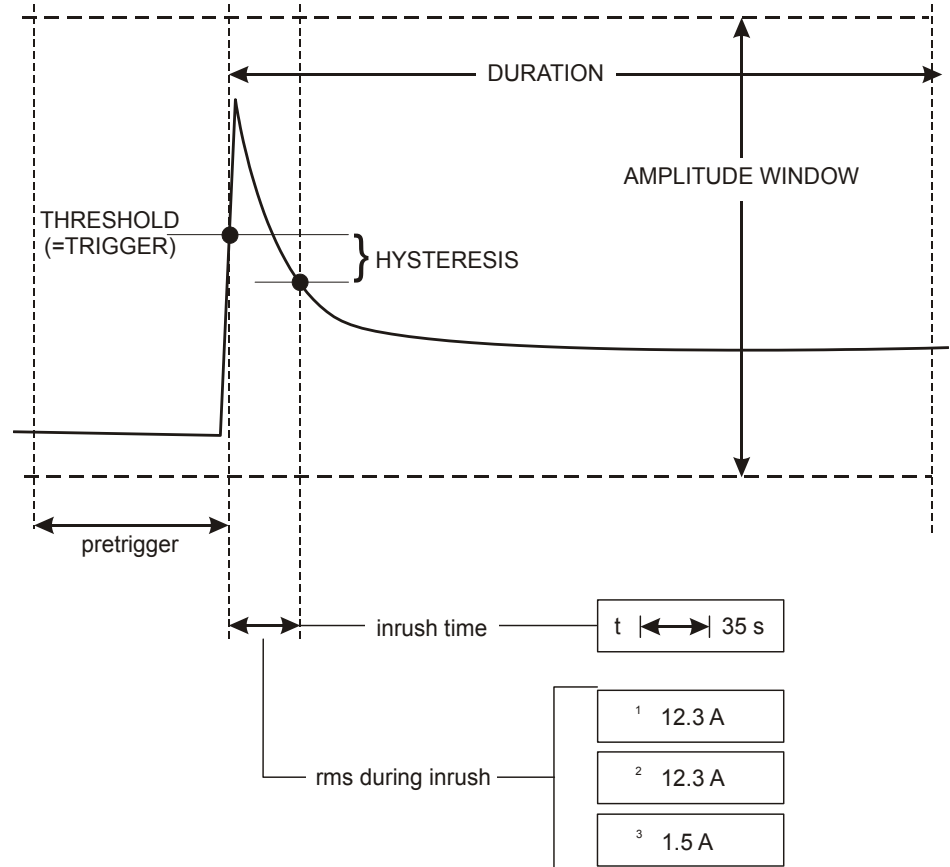 DURATION
AMPLITUDE WINDOW
THRESHOLD
(=TRIGGER)
HYSTERESIS
pretrigger
inrush time
t 35 s
1 12.3 A
rms during inrush
2 12.3 A
3 1.5 A